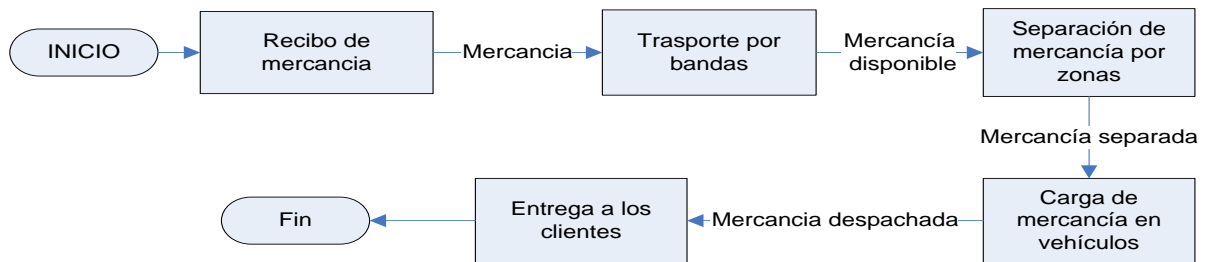 INICIO
Recibo de
mercancia
Mercancia
Trasporte por
bandas
Mercancía
disponible
Separación de
mercancía por
zonas
Mercancía separada
Carga de
mercancía en
vehículos
Mercancia despachada
Entrega a los
clientes
Fin